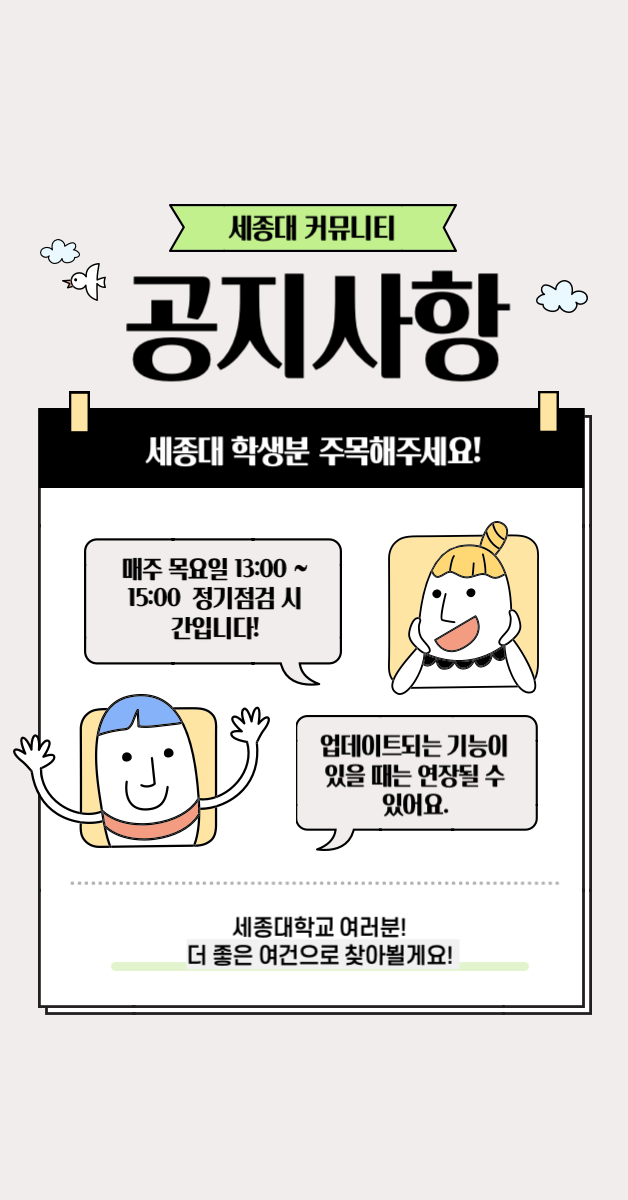 세종대 커뮤니티
공지사항
세종대 학생분 주목해주세요!
매주 목요일 13:00 ~
15:00 정기점검 시
간입니다!
업데이트되는 기능이
있을 때는 연장될 수
있어요.
세종대학교 여러분!
더 좋은 여건으로 찾아뵐게요!